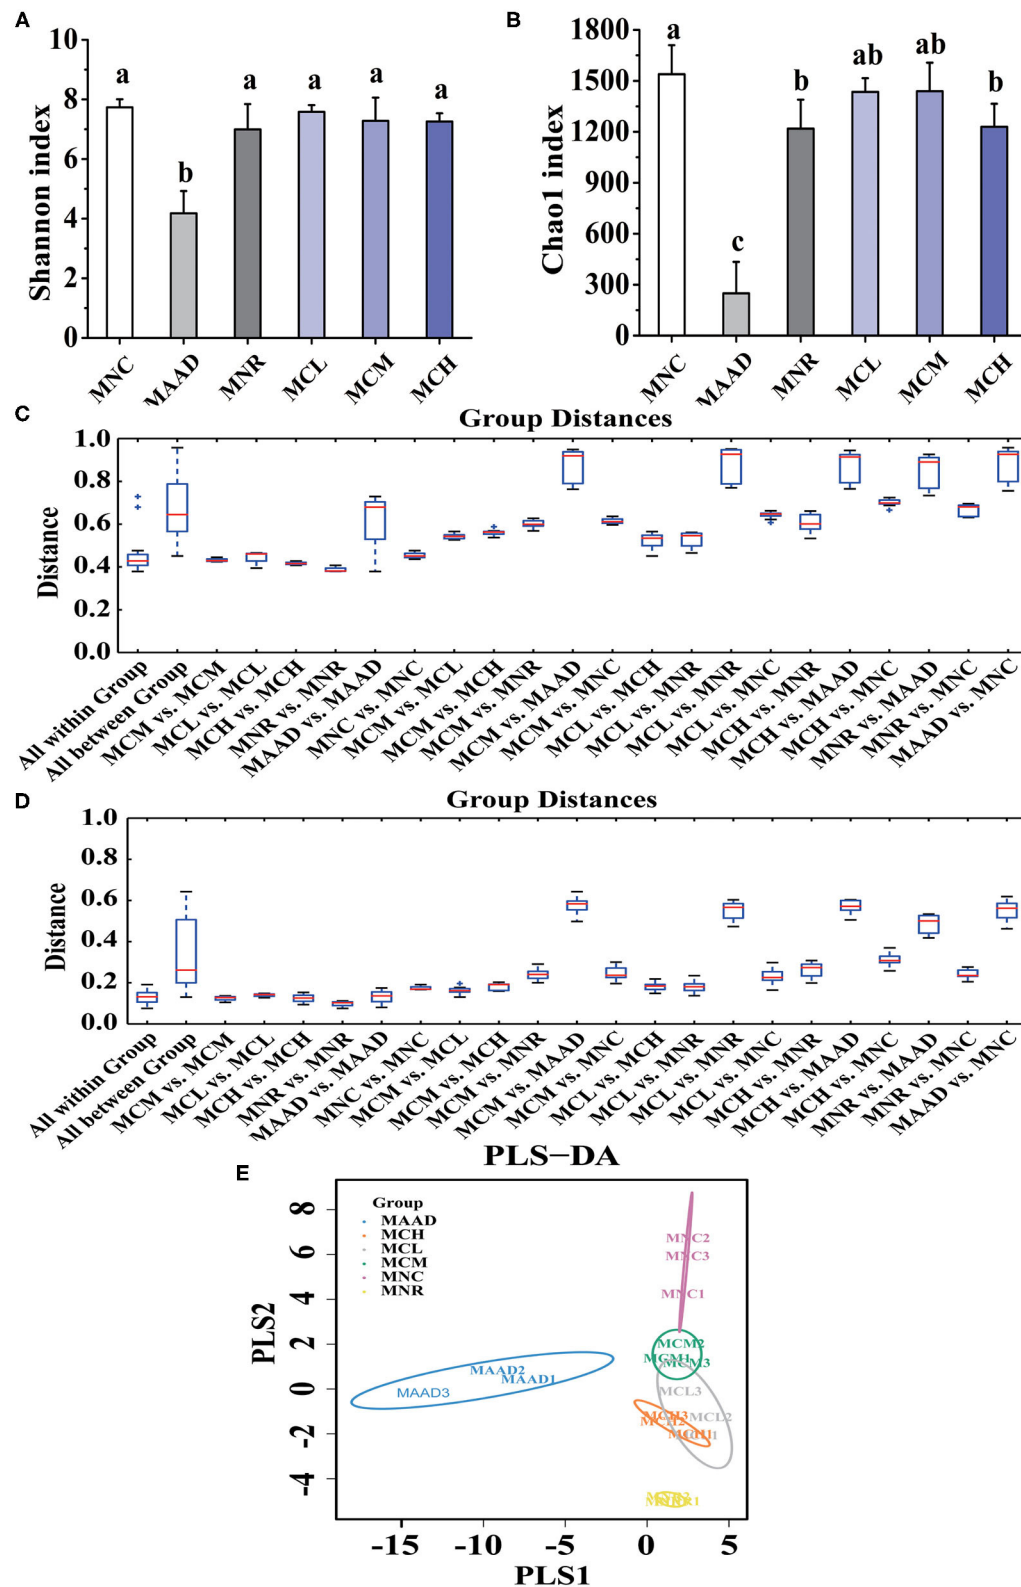 A
10
8
6
4
2
0
Shannon index
a
b
a
a
a
a
MNC
MAAD
MNR
MCL
MCM
MCH
B
1800
1500
1200
900
600
300
0
Chao1 index
a
c
b
ab
ab
b
MNC
MAAD
MNR
MCL
MCM
MCH
C
Group Distances
1.0
0.8
0.6
0.4
0.2
0.0
Distance
All within Group
All between Group
MCM vs. MCM
MCL vs. MCL
MCH vs. MCH
MNR vs. MNR
MAAD vs. MAAD
MNC vs. MNC
MCM vs. MCL
MCM vs. MCH
MCM vs. MNR
MCM vs. MAAD
MCM vs. MNC
MCL vs. MCH
MCL vs. MNR
MCL vs. MNR
MCL vs. MNC
MCH vs. MNR
MCH vs. MAAD
MCH vs. MNC
MNR vs. MAAD
MNR vs. MNC
MAAD vs. MNC
D
Group Distances
1.0
0.8
0.6
0.4
0.2
0.0
Distance
All within Group
All between Group
MCM vs. MCM
MCL vs. MCL
MCH vs. MCH
MNR vs. MNR
MAAD vs. MAAD
MNC vs. MNC
MCM vs. MCL
MCM vs. MCH
MCM vs. MNR
MCM vs. MAAD
MCM vs. MNC
MCL vs. MCH
MCL vs. MNR
MCL vs. MNR
MCL vs. MNC
MCH vs. MNR
MCH vs. MAAD
MCH vs. MNC
MNR vs. MAAD
MNR vs. MNC
MAAD vs. MNC
E
PLS-DA
8
6
4
2
0
-2
-4
PLS2
Group
MAAD
MCH
MCL
MCM
MNC
MNR
MNC2
MNC3
MNC1
MCM2
MCM1
MCM3
MAAD2
MAAD1
MAAD3
MCL3
MCH3
MCL2
MCH2
-15
-10
-5
0
5
PLS1